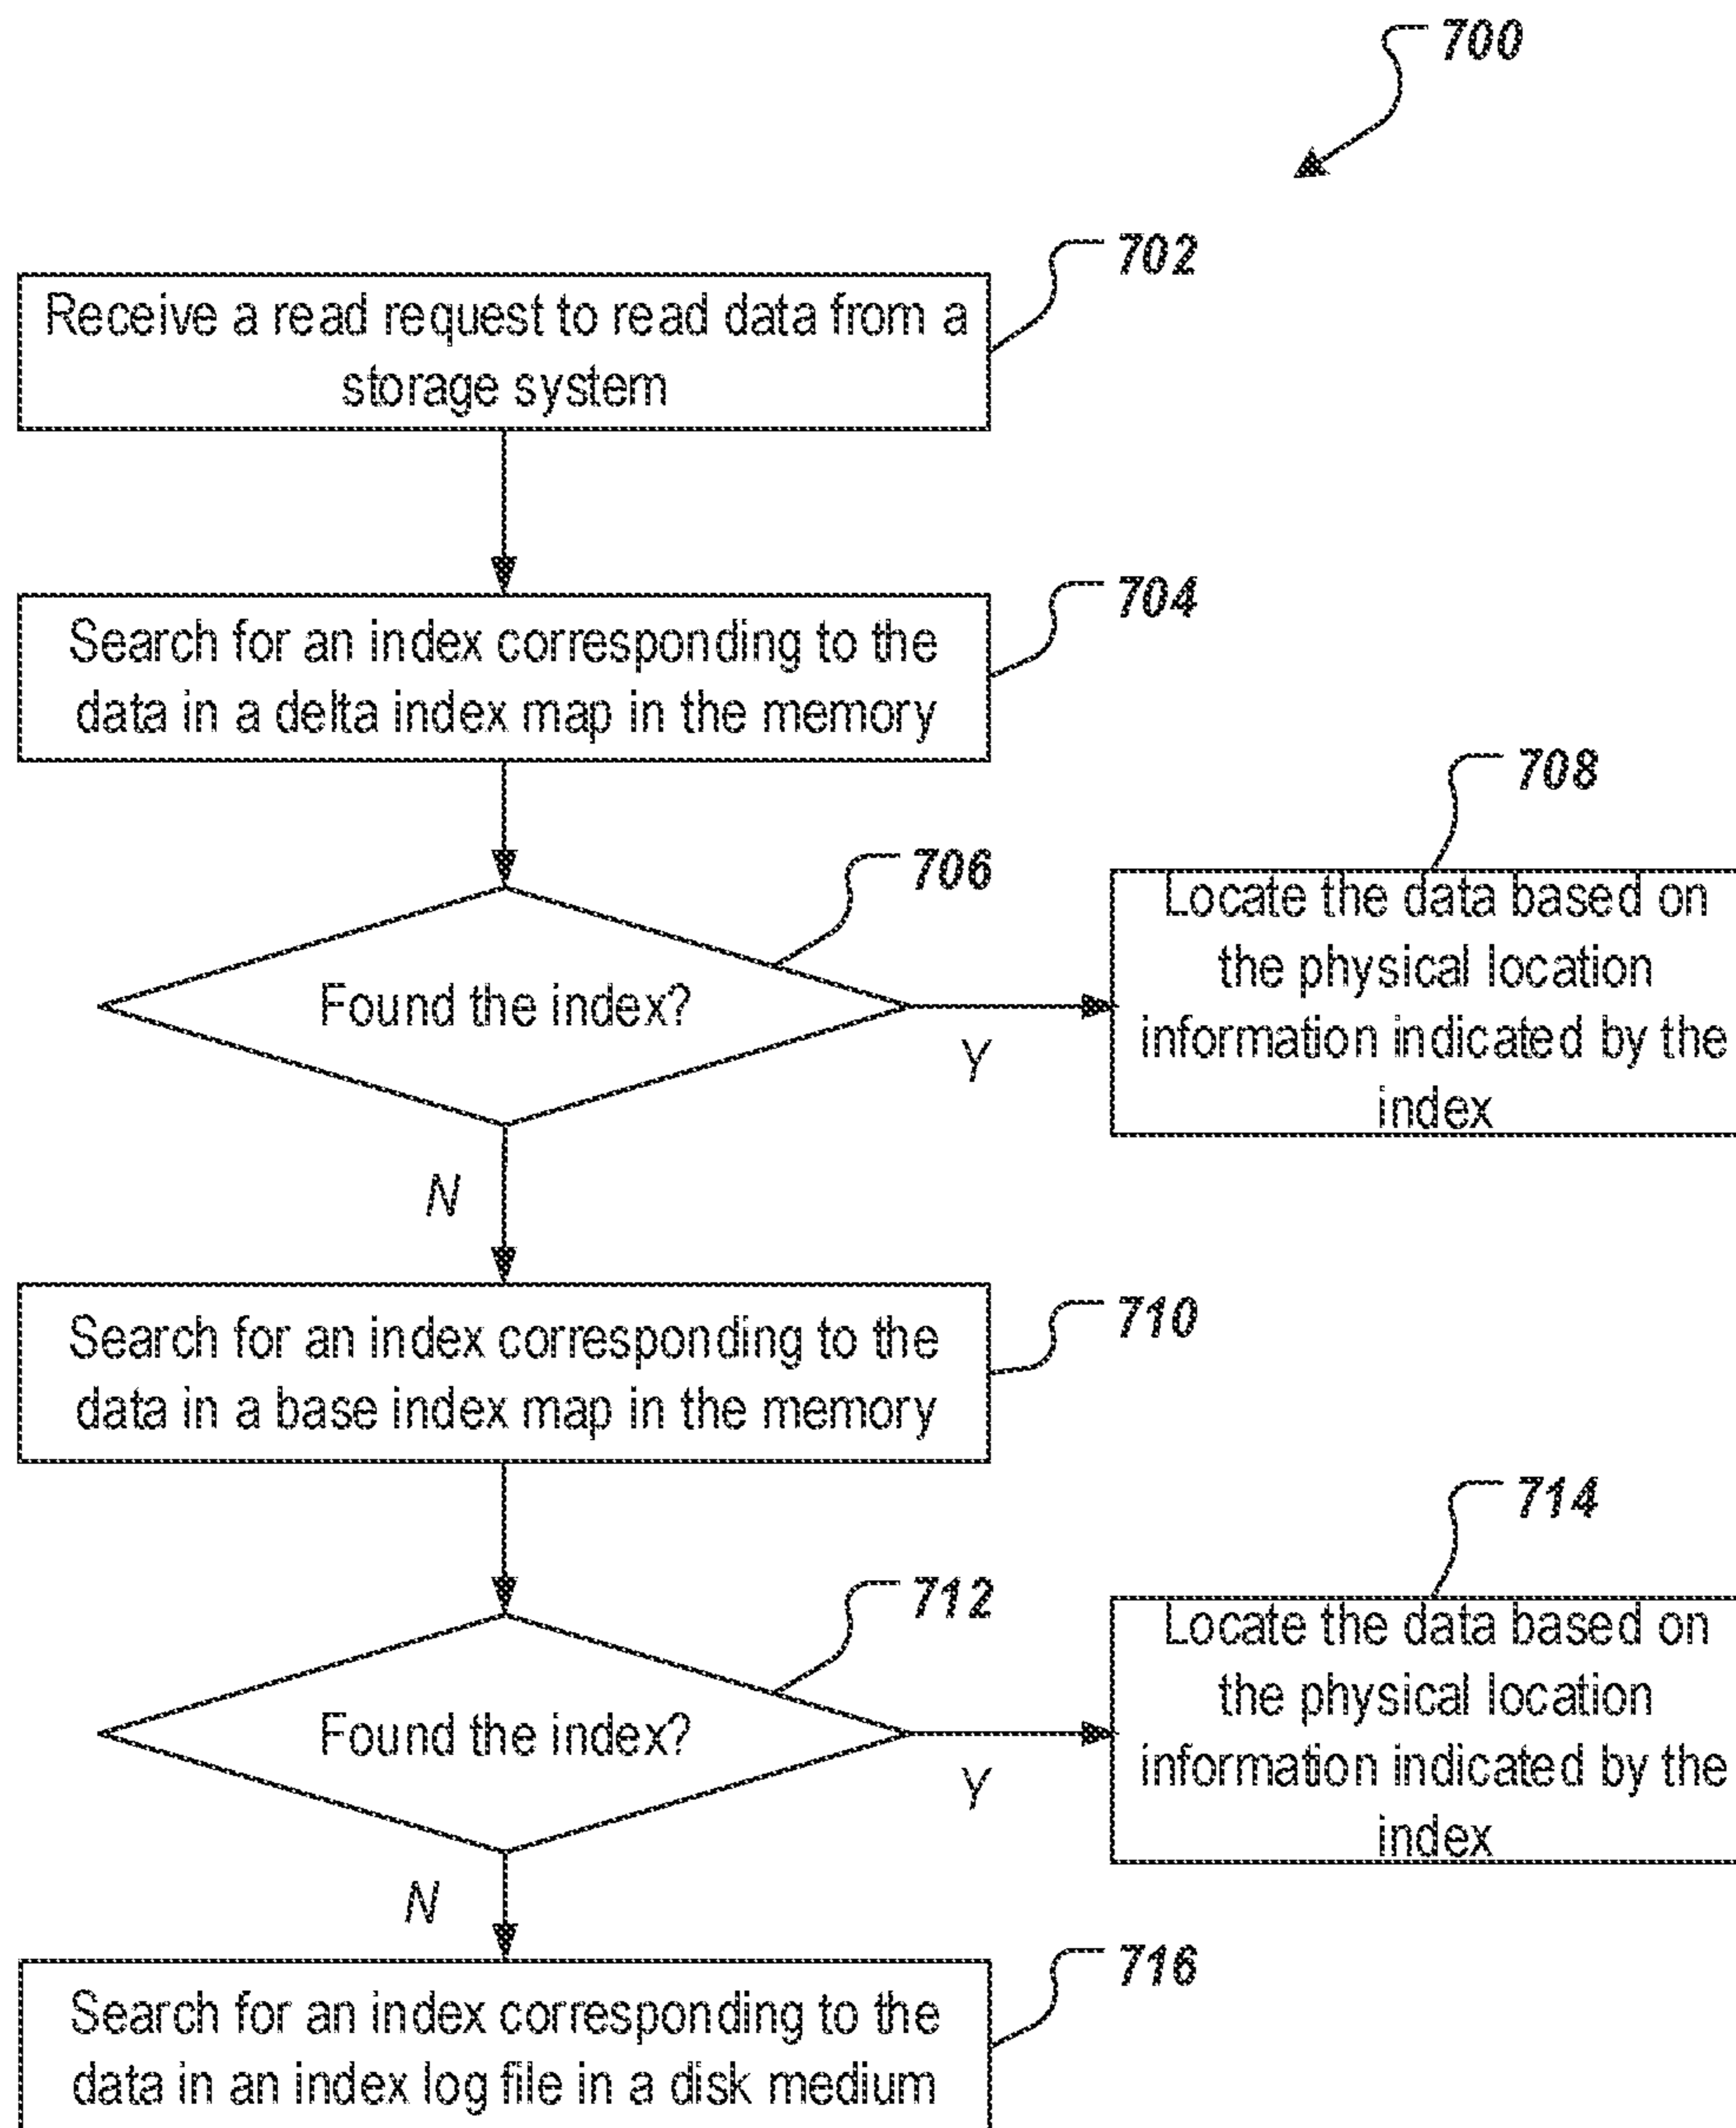 700
702
Receive a read request to read data from a
storage system
704
Search for an index corresponding to the
data in a delta index map in the memory
706
Found the index?
Y
708
Locate the data based on
the physical location
information indicated by the
index
N
710
Search for an index corresponding to the
data in a base index map in the memory
712
Found the index?
Y
714
Locate the data based on
the physical location
information indicated by the
index
N
716
Search for an index corresponding to the
data in an index log file in a disk medium